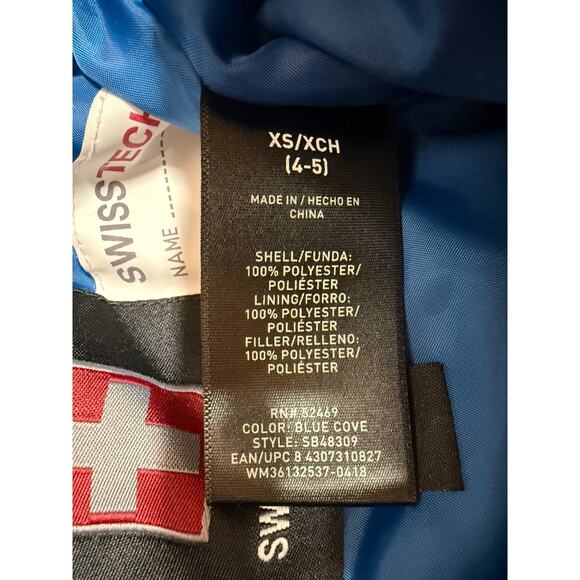 SWISSTECH
NAME
XS/XCH
(4-5)
MADE IN / HECHO EN
CHINA
SHELL/FUNDA:
100% POLYESTER/
POLIÉSTER
LINING/FORRO:
100% POLYESTER/
POLIÉSTER
FILLER/RELLENO:
100% POLYESTER/
POLIÉSTER
RN# 52469
COLOR: BLUE COVE
STYLE: SB48309
EAN/UPC 8 4307310827
WM36132537-0418
SW